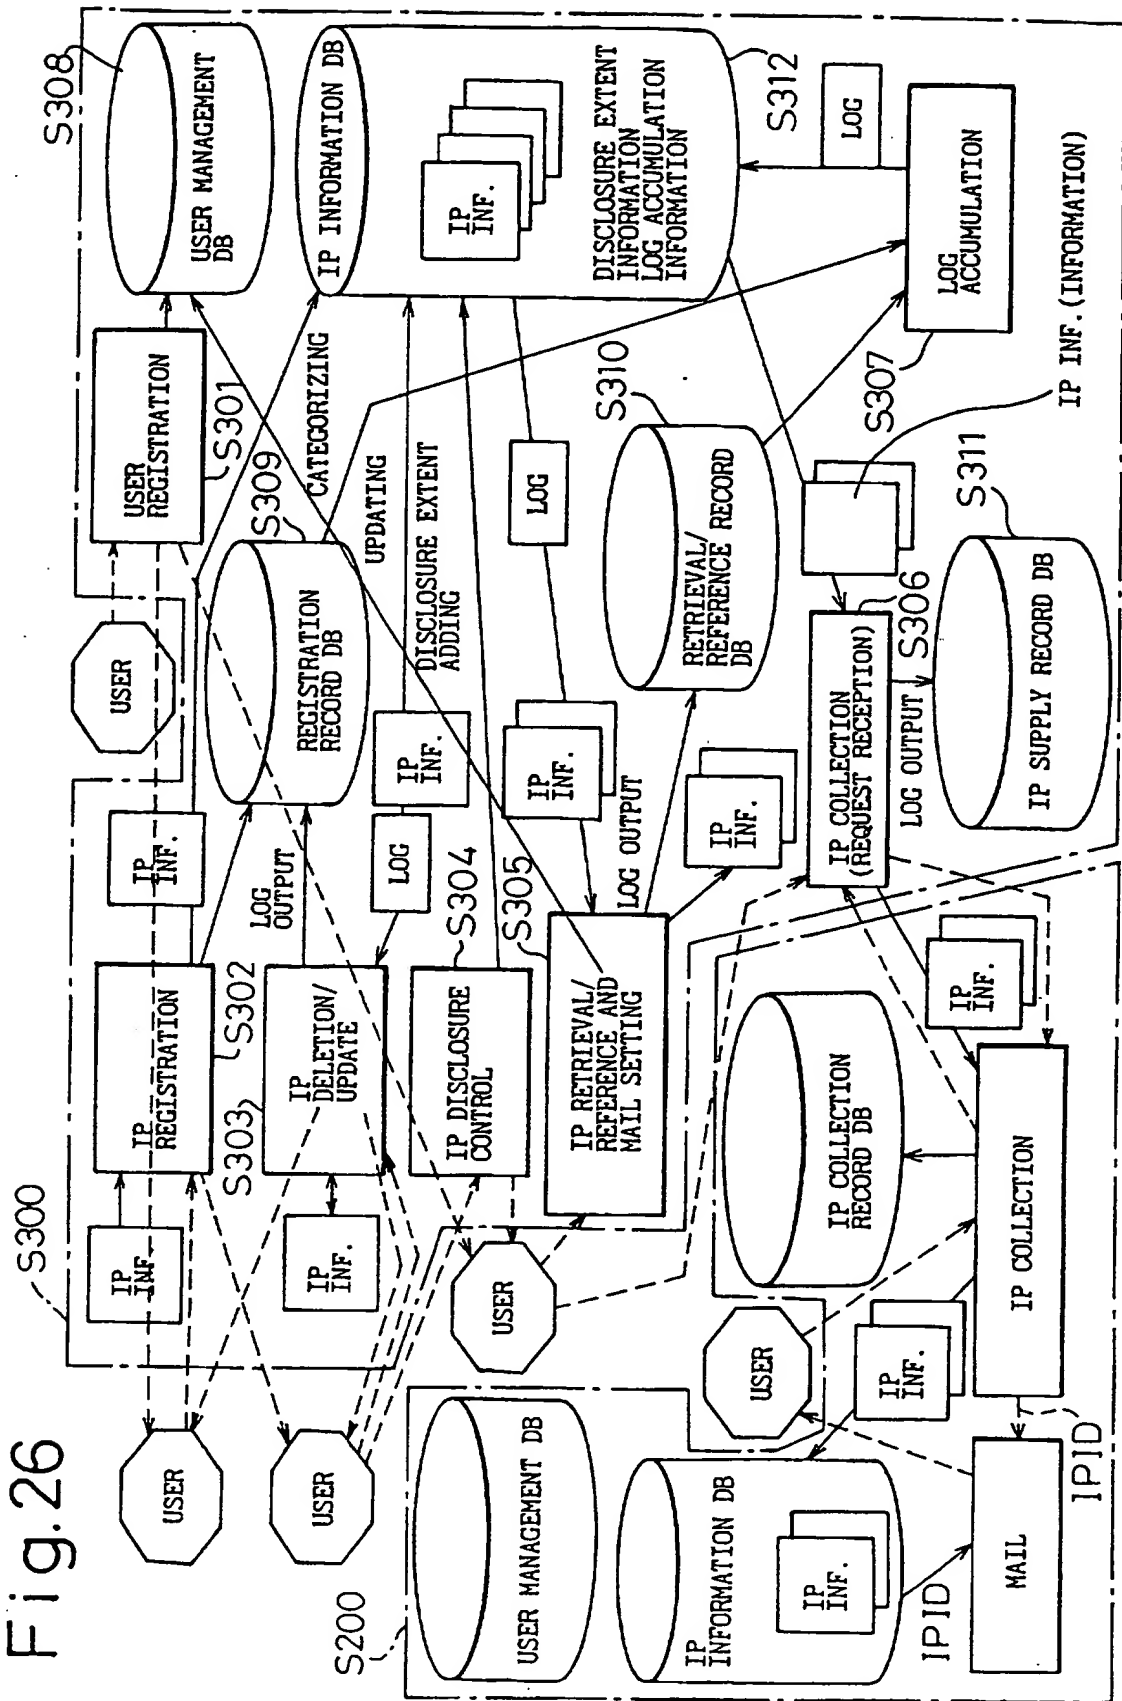 Fig.26
S300
S308
USER
USER
REGISTRATION
S301
USER MANAGEMENT
DB
IP
INF.
IP
REGISTRATION
S302
IP
INF.
LOG
OUTPUT
REGISTRATION
RECORD DB
S309
CATEGORIZING
IP INFORMATION DB
IP
INF.
DISCLOSURE EXTENT
INFORMATION
LOG ACCUMULATION
INFORMATION
S312
USER
USER
S303
IP
DELETION/
UPDATE
IP
INF.
LOG
IP
INF.
UPDATING
DISCLOSURE EXTENT
ADDING
IP DISCLOSURE
CONTROL
S304
S305
USER
IP RETRIEVAL/
REFERENCE AND
MAIL SETTING
IP
INF.
LOG
LOG OUTPUT
RETRIEVAL/
REFERENCE RECORD
DB
S310
IP
INF.
LOG
LOG
ACCUMULATION
S307
IP INF.(INFORMATION)
IP COLLECTION
(REQUEST RECEPTION)
S306
LOG OUTPUT
IP SUPPLY RECORD DB
S311
S200
USER MANAGEMENT DB
USER
IP COLLECTION
RECORD DB
IP
INF.
IP
INFORMATION DB
IP
INF.
IP
INF.
IP COLLECTION
IPID
MAIL
IPID